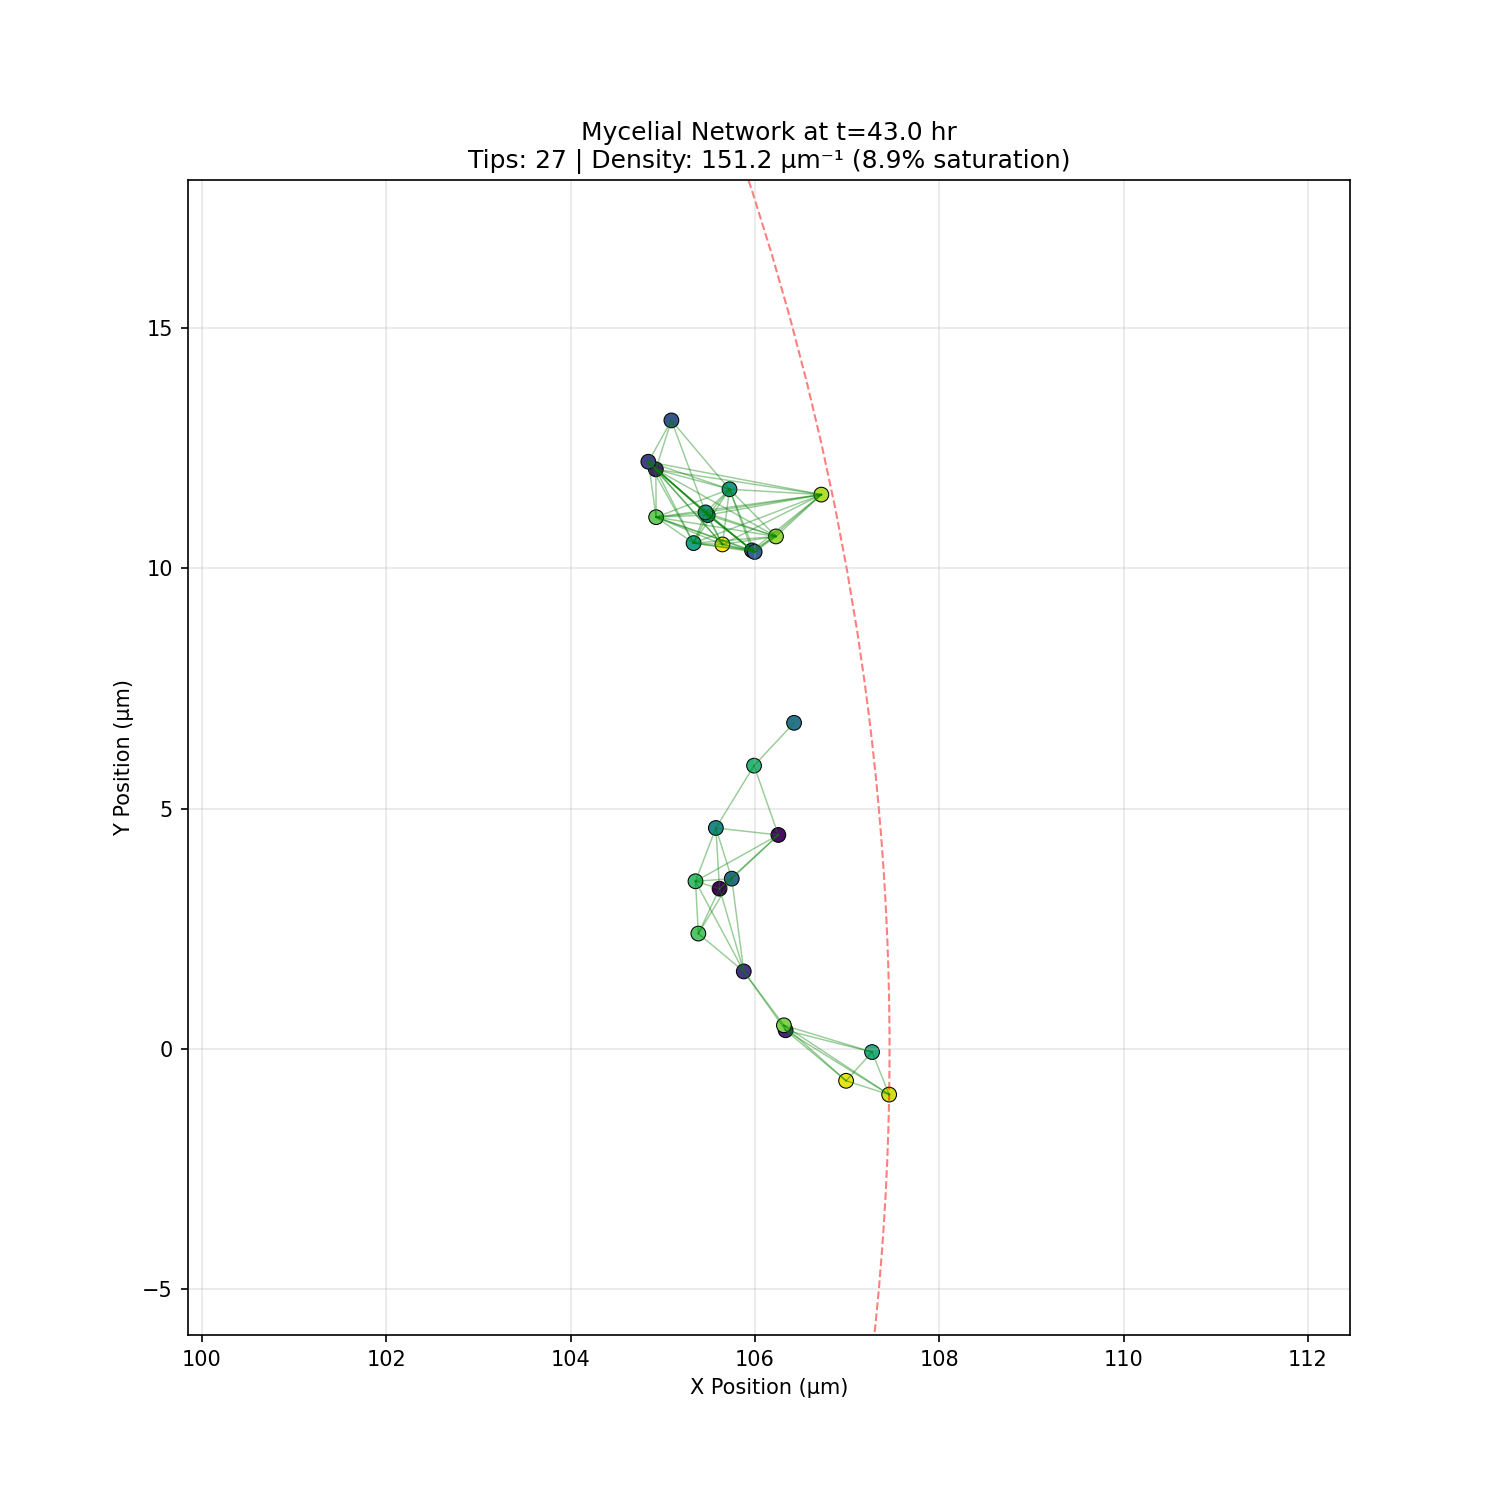 Mycelial Network at t=43.0 hr
Tips: 27 | Density: 151.2 μm⁻¹ (8.9% saturation)
15
10
5
0
−5
Y Position (μm)
100 102 104 106 108 110 112
X Position (μm)